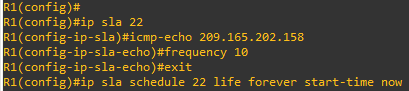 R1(config)#
R1(config)#ip sla 22
R1(config-ip-sla)#icmp-echo 209.165.202.158
R1(config-ip-sla-echo)#frequency 10
R1(config-ip-sla-echo)#exit
R1(config)#ip sla schedule 22 life forever start-time now